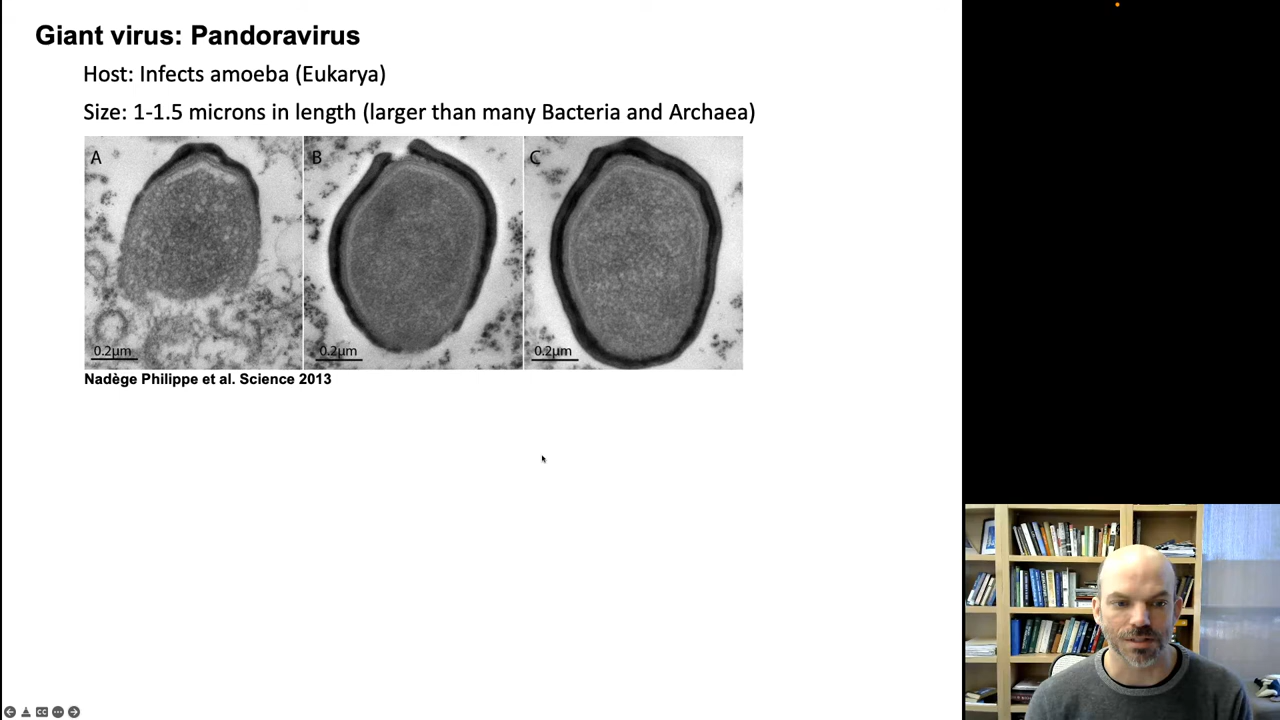 Giant virus: Pandoravirus
Host: Infects amoeba (Eukarya)
Size: 1-1.5 microns in length (larger than many Bacteria and Archaea)
A
B
C
0.2µm
0.2µm
0.2µm
Nadège Philippe et al. Science 2013